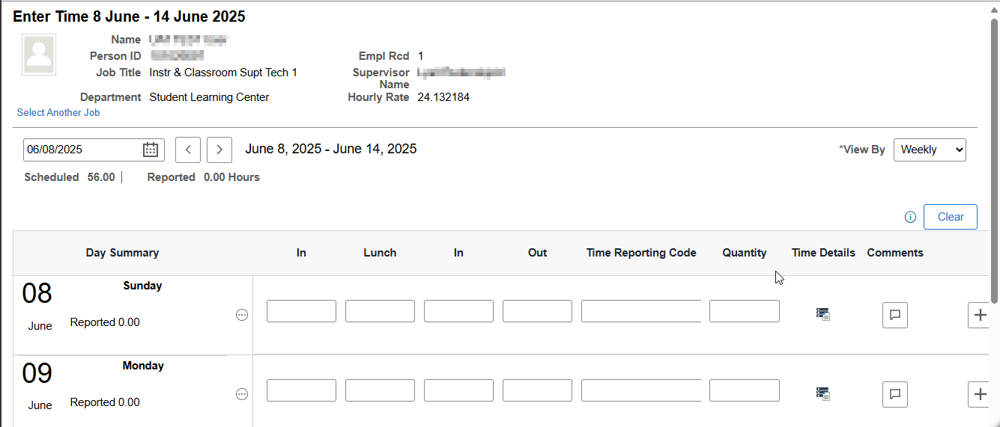 Enter Time 8 June - 14 June 2025
Name
Person ID
Empl Rcd 1
Job Title Instr & Classroom Supt Tech 1
Supervisor Name
Department Student Learning Center
Hourly Rate 24.132184
Select Another Job
06/08/2025
June 8, 2025 - June 14, 2025
*View By Weekly
Scheduled 56.00 | Reported 0.00 Hours
Clear
Day Summary In Lunch In Out Time Reporting Code Quantity Time Details Comments
08 Sunday
June Reported 0.00
09 Monday
June Reported 0.00